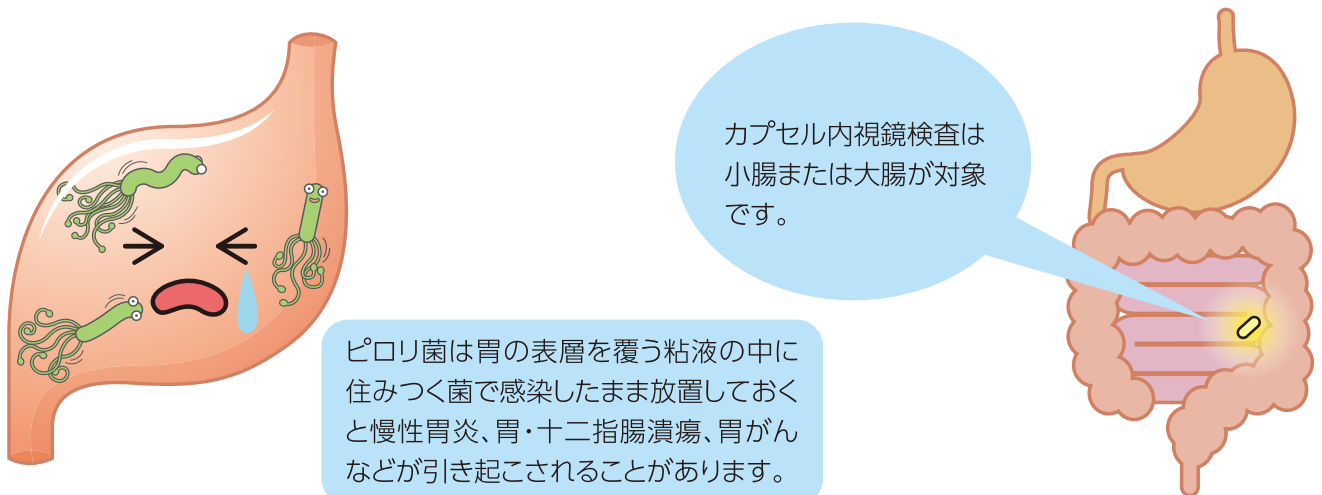 カプセル内視鏡検査は
小腸または大腸が対象
です。
ピロリ菌は胃の表層を覆う粘液の中に
住みつく菌で感染したまま放置しておく
と慢性胃炎、胃・十二指腸潰瘍、胃がん
などが引き起こされることがあります。